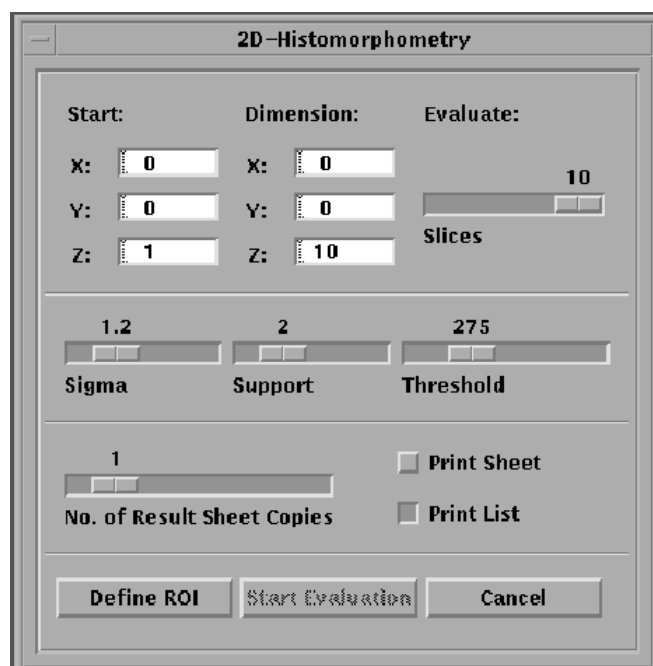 2D-Histomorphometry
Start: Dimension: Evaluate:
X: 0 X: 0
10
Y: 0 Y: 0
Slices
Z: 1 Z: 10
1.2 2 275
Sigma Support Threshold
1
Print Sheet
No. of Result Sheet Copies
Print List
Define ROI Start Evaluation Cancel